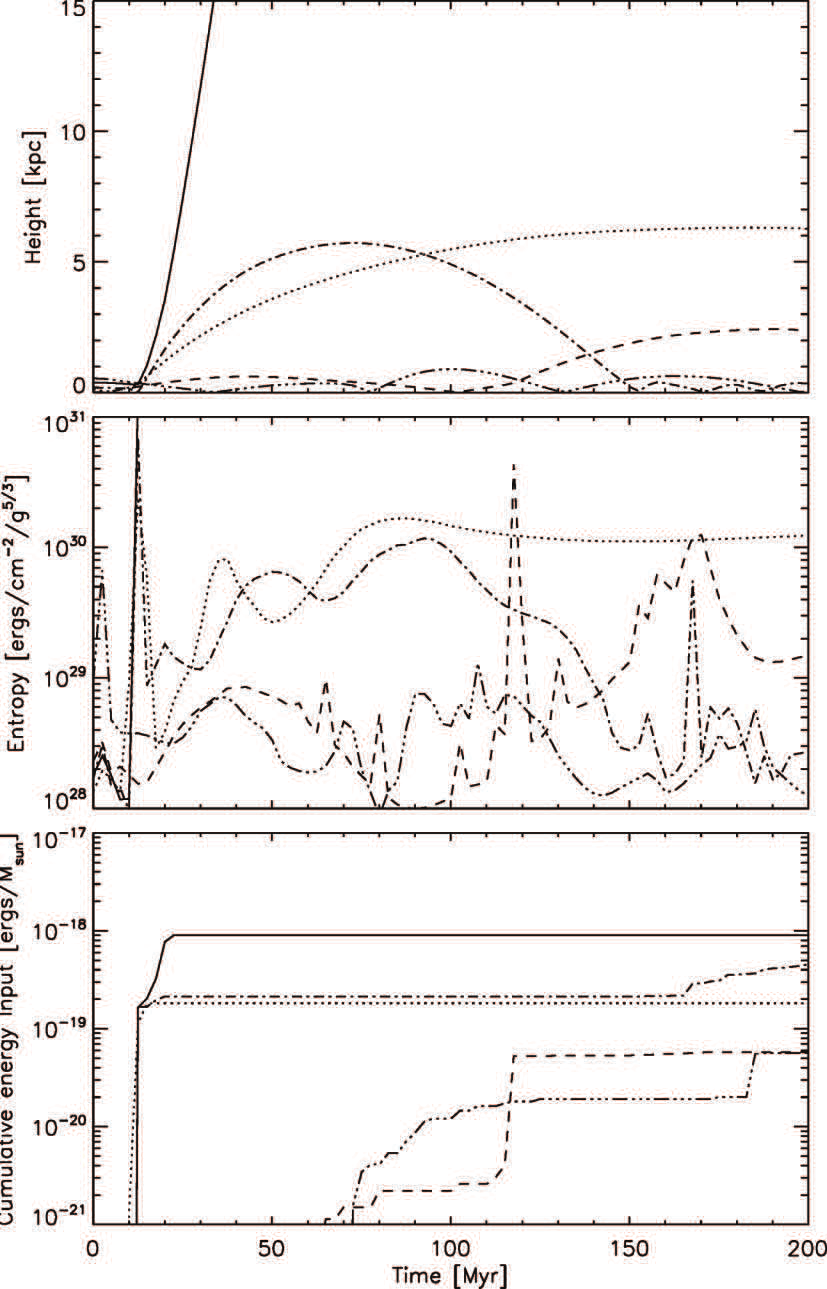 15
10
5
0
Height [kpc]
10^31
10^30
10^29
10^28
Entropy [ergs/cm^-2/g^5/3]
10^-17
10^-18
10^-19
10^-20
10^-21
Cumulative energy input [ergs/M_sun]
0 50 100 150 200
Time [Myr]